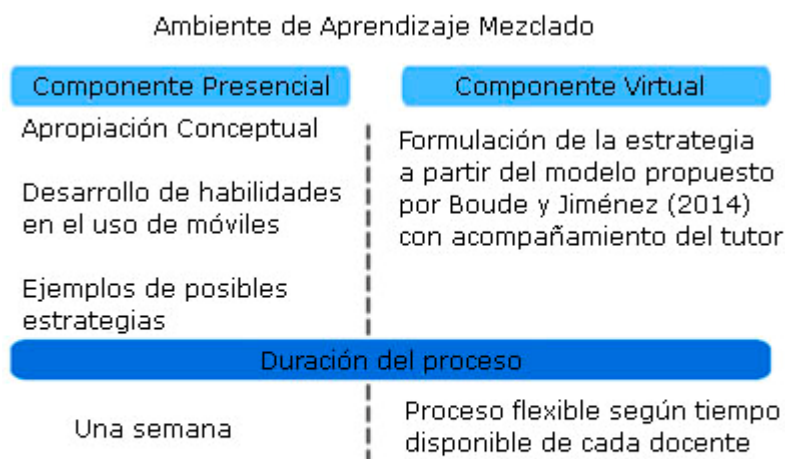 Ambiente de Aprendizaje Mezclado
Componente Presencial
Apropiación Conceptual
Desarrollo de habilidades
en el uso de móviles
Ejemplos de posibles
estrategias
Componente Virtual
Formulación de la estrategia
a partir del modelo propuesto
por Boude y Jiménez (2014)
con acompañamiento del tutor
Duración del proceso
Una semana
Proceso flexible según tiempo
disponible de cada docente